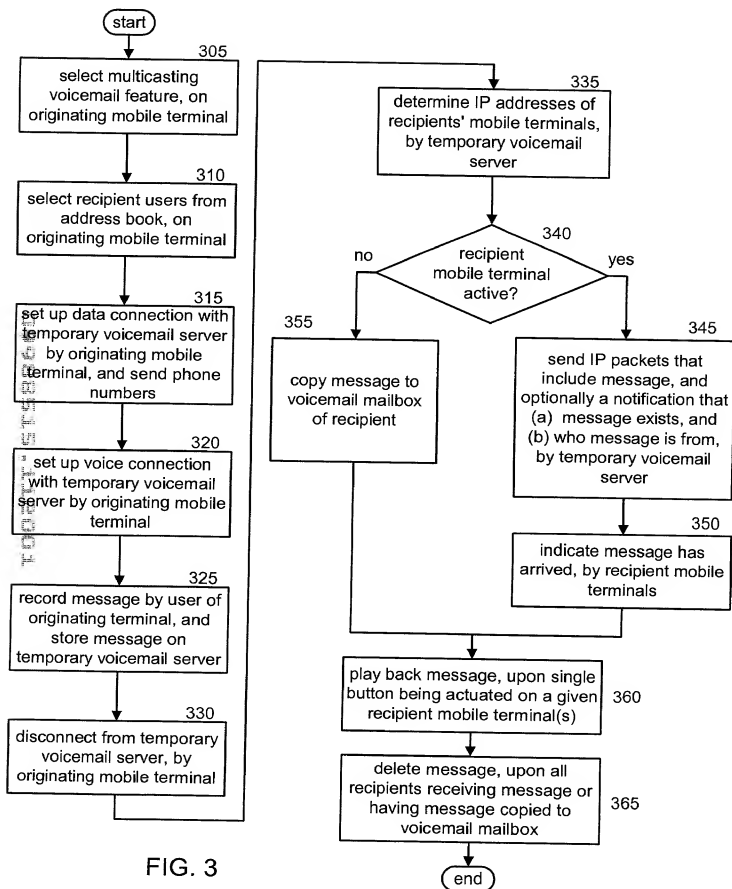 start
305
select multicasting
voicemail feature, on
originating mobile terminal
310
select recipient users from
address book, on
originating mobile terminal
315
set up data connection with
temporary voicemail server
by originating mobile
terminal, and send phone
numbers
320
set up voice connection
with temporary voicemail
server by originating mobile
terminal
325
record message by user of
originating terminal, and
store message on
temporary voicemail server
330
disconnect from temporary
voicemail server, by
originating mobile terminal
335
determine IP addresses of
recipients' mobile terminals,
by temporary voicemail
server
340
no
recipient
mobile terminal
active?
yes
355
copy message to
voicemail mailbox
of recipient
345
send IP packets that
include message, and
optionally a notification that
(a) message exists, and
(b) who message is from,
by temporary voicemail
server
350
indicate message has
arrived, by recipient mobile
terminals
play back message, upon single
button being actuated on a given
recipient mobile terminal(s)
360
delete message, upon all
recipients receiving message or
having message copied to
voicemail mailbox
365
end
FIG. 3